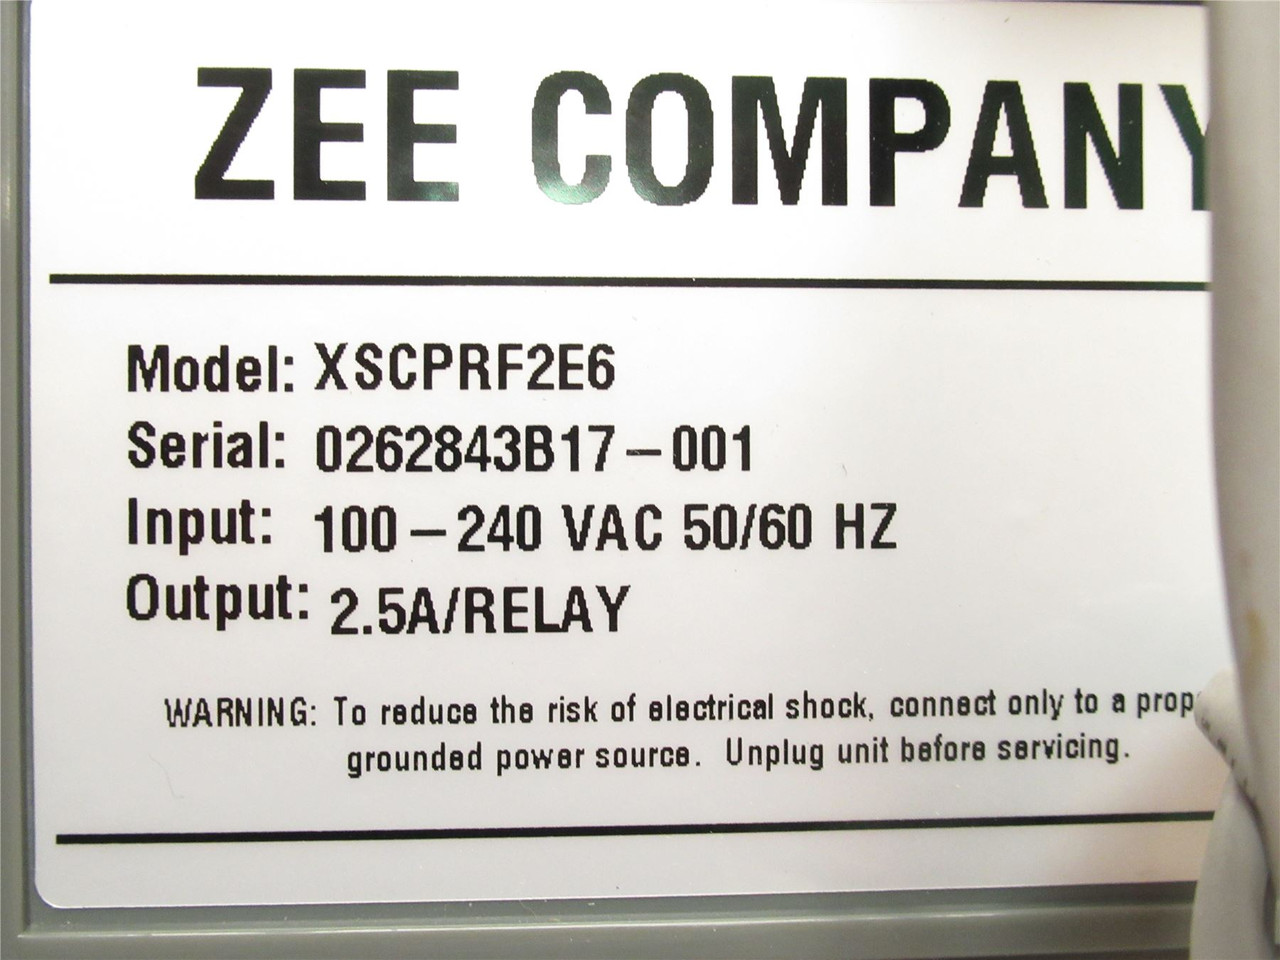 ZEE COMPANY
Model: XSCPRF2E6
Serial: 0262843B17-001
Input: 100-240 VAC 50/60 HZ
Output: 2.5A/RELAY
WARNING: To reduce the risk of electrical shock, connect only to a prop
grounded power source. Unplug unit before servicing.